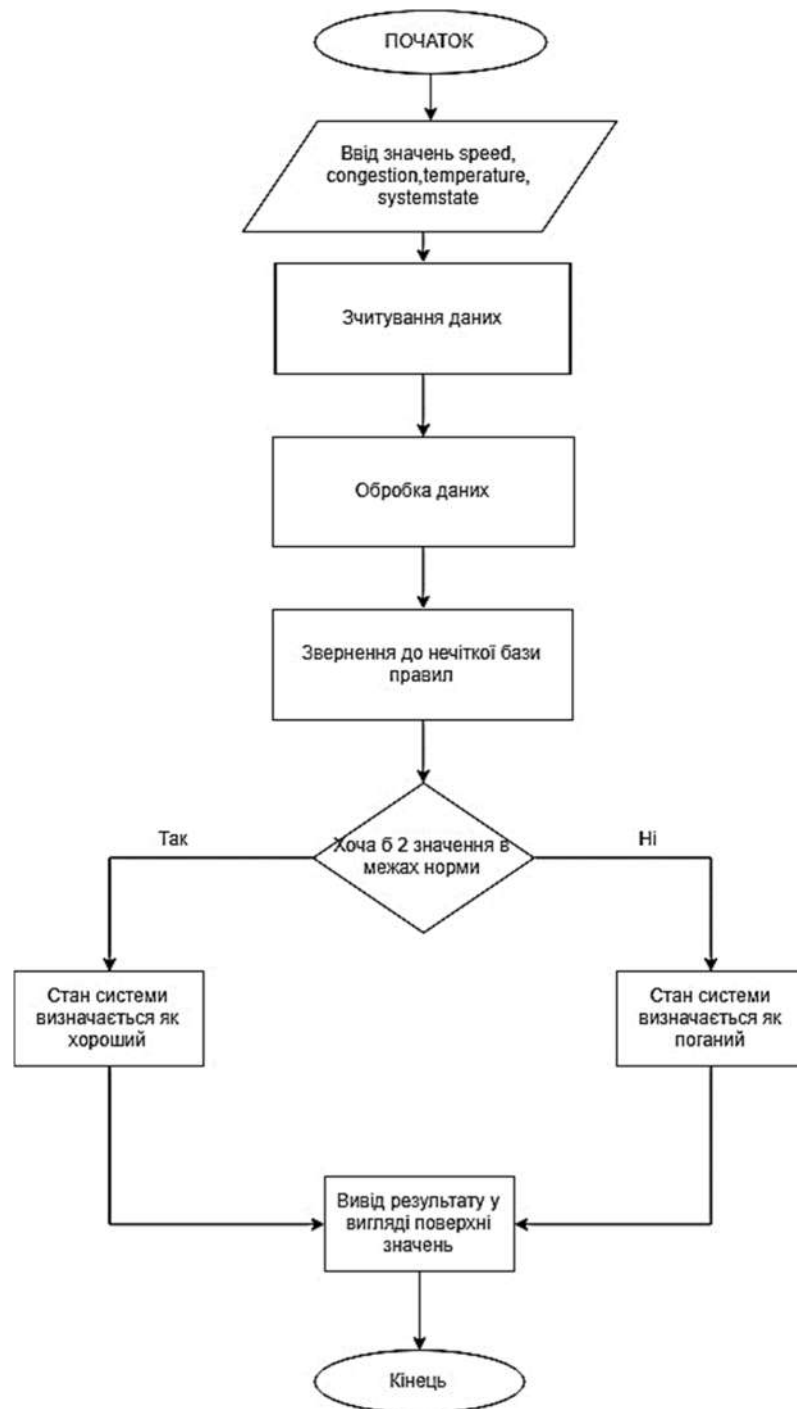 ПОЧАТОК
Ввід значень speed,
congestion,temperature,
systemstate
Зчитування даних
Обробка даних
Звернення до нечіткої бази
правил
Хоча б 2 значення в
межах норми
Так
Ні
Стан системи
визначається як
хороший
Стан системи
визначається як
поганий
Вивід результату у
вигляді поверхні
значень
Кінець